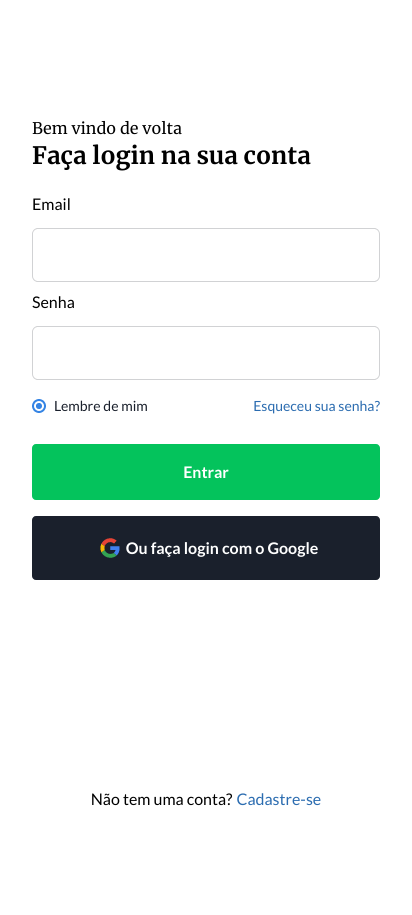 Bem vindo de volta
Faça login na sua conta
Email
Senha
Lembre de mim
Esqueceu sua senha?
Entrar
Ou faça login com o Google
Não tem uma conta? Cadastre-se